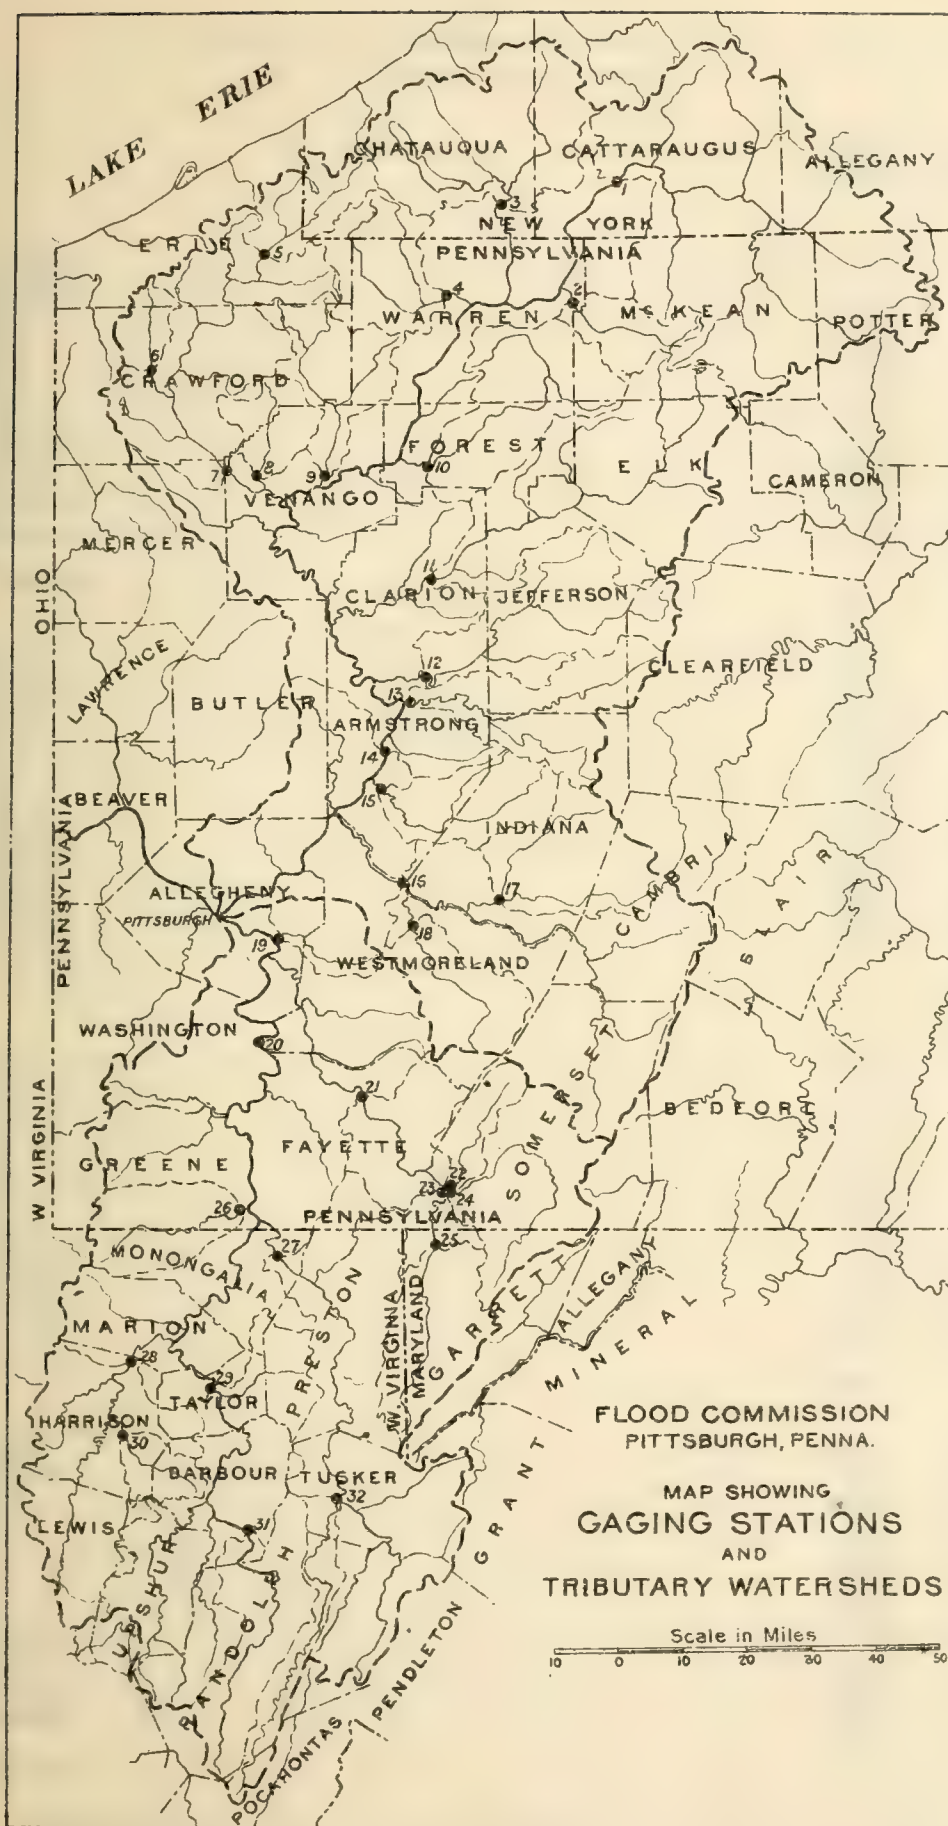 LAKE ERIE
CHATAUQUA
CATTARAUGUS
ALLEGANY
2
1
3
NEW YORK
ERIE
5
PENNSYLVANIA
4
2
WARREN
McKEAN
POTTER
6
CRAWFORD
FOREST
7
8
9
10
ELK
VENANGO
CAMERON
MERCER
11
CLARION
JEFFERSON
OHIO
LAWRENCE
12
CLEARFIELD
13
BUTLER
ARMSTRONG
14
15
BEAVER
INDIANA
PENNSYLVANIA
CAMBRIA
BLAIR
ALLEGHENY
16
17
PITTSBURGH
18
19
WESTMORELAND
WASHINGTON
20
SOMERSET
21
BEDFORD
W VIRGINIA
FAYETTE
GREENE
22
23
24
26
PENNSYLVANIA
25
MONONGALIA
27
PRESTON
W VIRGINIA
MARYLAND
GARRETT
ALLEGANY
MINERAL
MARION
28
29
TAYLOR
HARRISON
30
BARBOUR
TUSKER
32
GRANT
LEWIS
31
UPSHUR
RANDOLPH
PENDLETON
POCAHONTAS
FLOOD COMMISSION
PITTSBURGH, PENNA.
MAP SHOWING
GAGING STATIONS
AND
TRIBUTARY WATERSHEDS
Scale in Miles
10 0 10 20 30 40 50